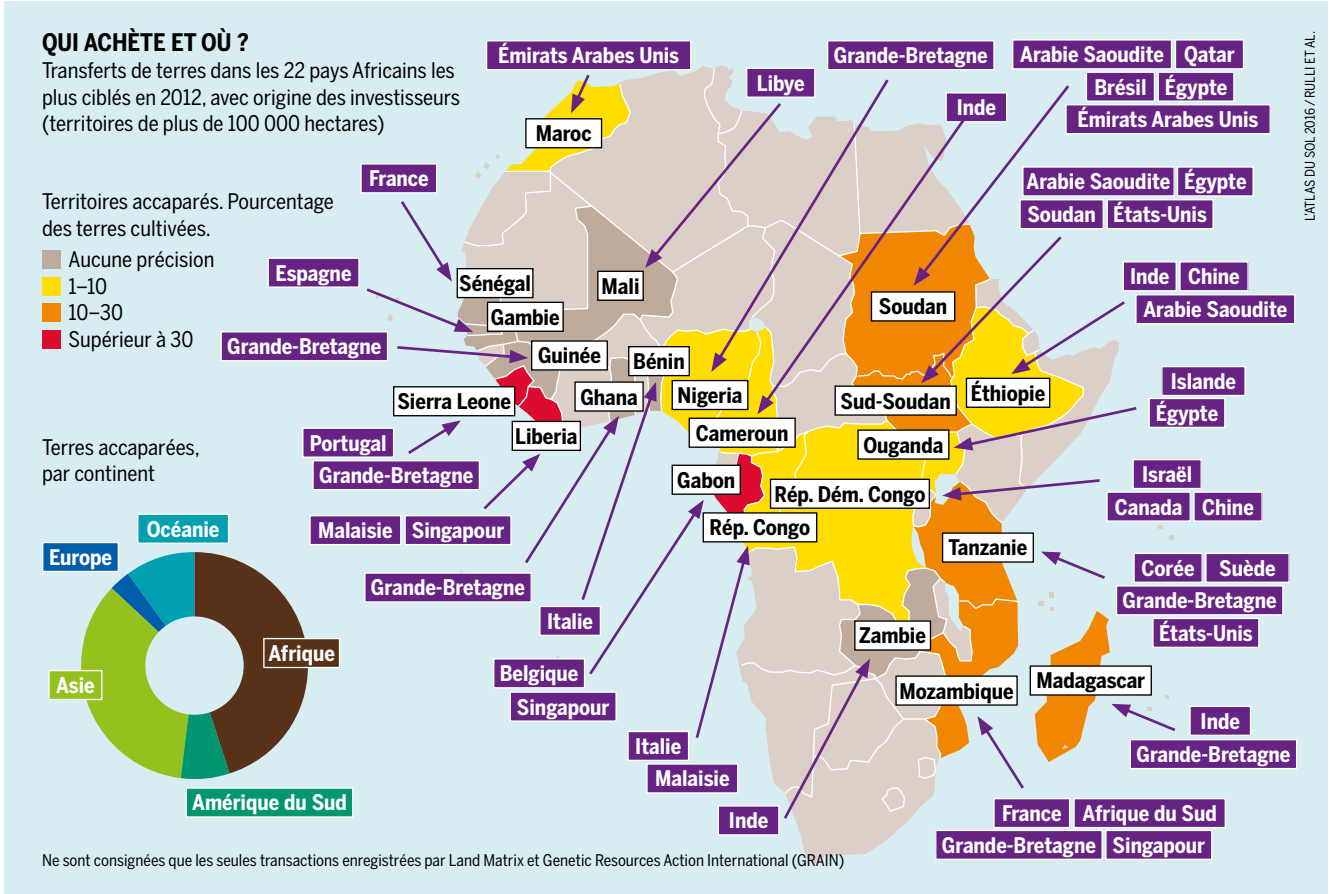 QUI ACHÈTE ET OÙ ?
Transferts de terres dans les 22 pays Africains les
plus ciblés en 2012, avec origine des investisseurs
(territoires de plus de 100 000 hectares)
Territoires accaparés. Pourcentage
des terres cultivées.
Aucune précision
1–10
10–30
Supérieur à 30
Émirats Arabes Unis
Libye
Grande-Bretagne
Inde
Arabie Saoudite Qatar
Brésil Égypte
Émirats Arabes Unis
Arabie Saoudite Égypte
Soudan États-Unis
Inde Chine
Arabie Saoudite
Islande
Égypte
Israël
Canada Chine
Corée Suède
Grande-Bretagne
États-Unis
Inde
Grande-Bretagne
France Afrique du Sud
Grande-Bretagne Singapour
Inde
Italie
Malaisie
Belgique
Singapour
Italie
Grande-Bretagne
Malaisie Singapour
Portugal
Grande-Bretagne
Grande-Bretagne
Espagne
France
Maroc
Sénégal
Mali
Gambie
Guinée
Bénin
Sierra Leone
Ghana
Liberia
Nigeria
Cameroun
Soudan
Sud-Soudan
Éthiopie
Ouganda
Gabon
Rép. Dém. Congo
Rép. Congo
Tanzanie
Zambie
Mozambique
Madagascar
Terres accaparées,
par continent
Océanie
Europe
Afrique
Asie
Amérique du Sud
Ne sont consignées que les seules transactions enregistrées par Land Matrix et Genetic Resources Action International (GRAIN)
L'ATLAS DU SOL 2016 / RULLI ET AL.